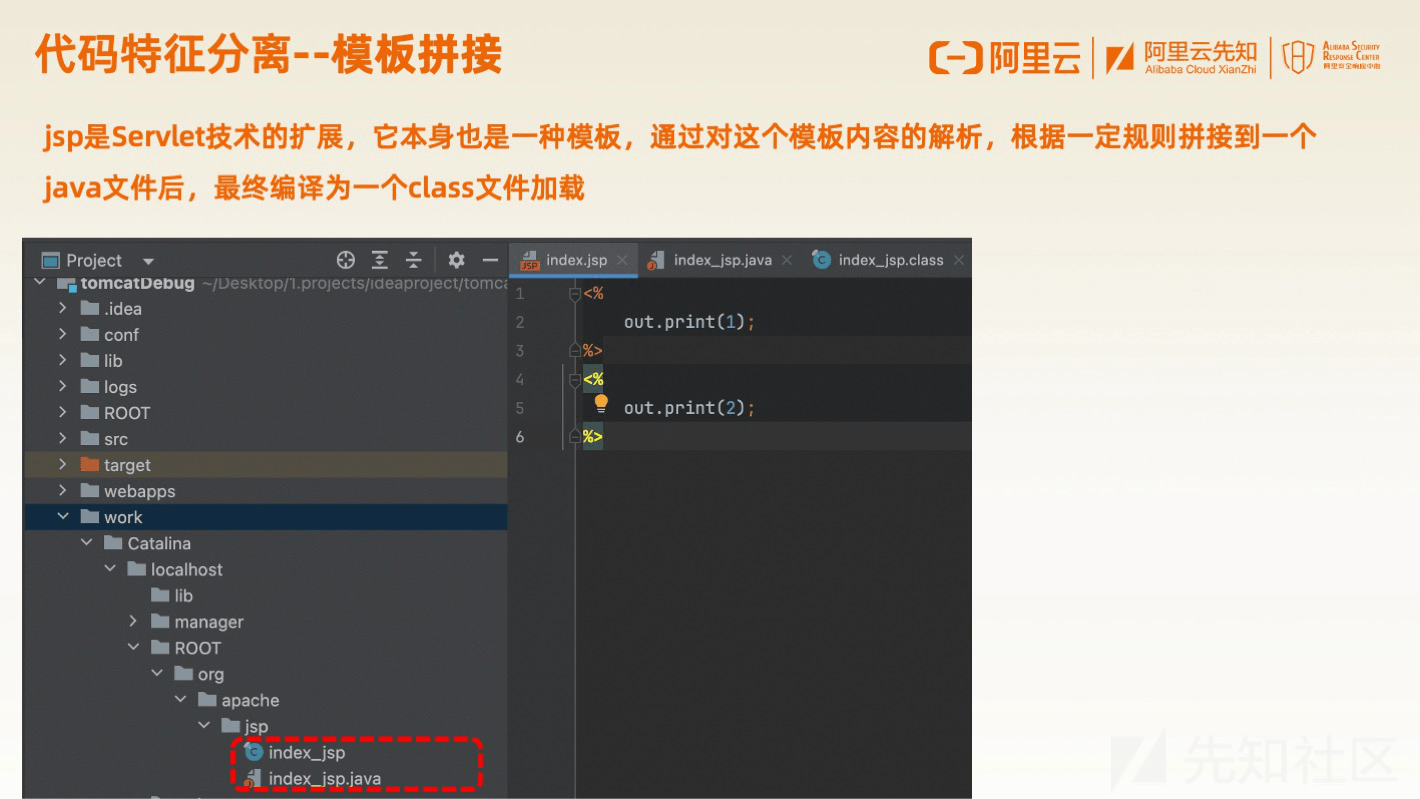 代码特征分离--模板拼接
阿里云
阿里云先知
Alibaba Cloud XianZhi
ALIBABA SECURITY
RESPONSE CENTER
阿里安全响应中心
jsp是Servlet技术的扩展，它本身也是一种模板，通过对这个模板内容的解析，根据一定规则拼接到一个
java文件后，最终编译为一个class文件加载
Project
tomcatDebug ~/Desktop/1.projects/ideaproject/tomca
.idea
conf
lib
logs
ROOT
src
target
webapps
work
Catalina
localhost
lib
manager
ROOT
org
apache
jsp
index_jsp
index_jsp.java
index.jsp
index_jsp.java
index_jsp.class
1 <%
2 out.print(1);
3 %>
4 <%
5 out.print(2);
6 %>
先知社区